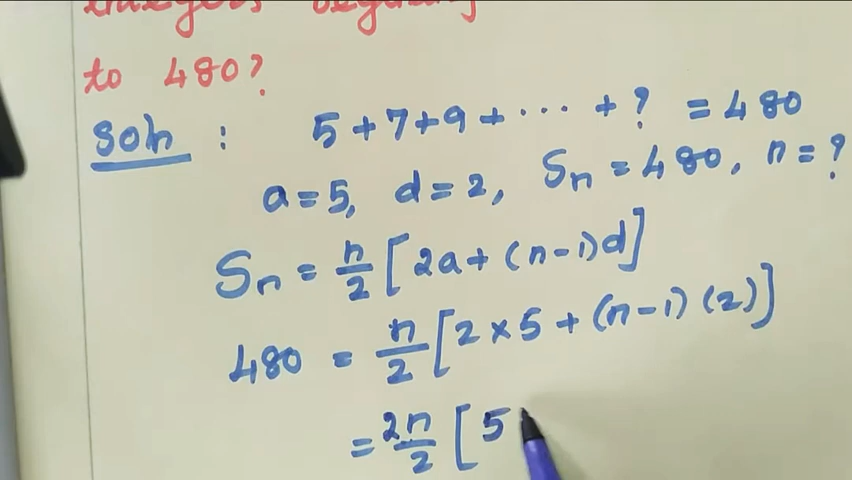 to 480?
Soln : 5+7+9+ ... + ? = 480
a=5, d=2, Sn = 480, n=?
Sn = n/2 [2a+(n-1)d]
480 = n/2 [2×5+(n-1)(2)]
= 2n/2 [5